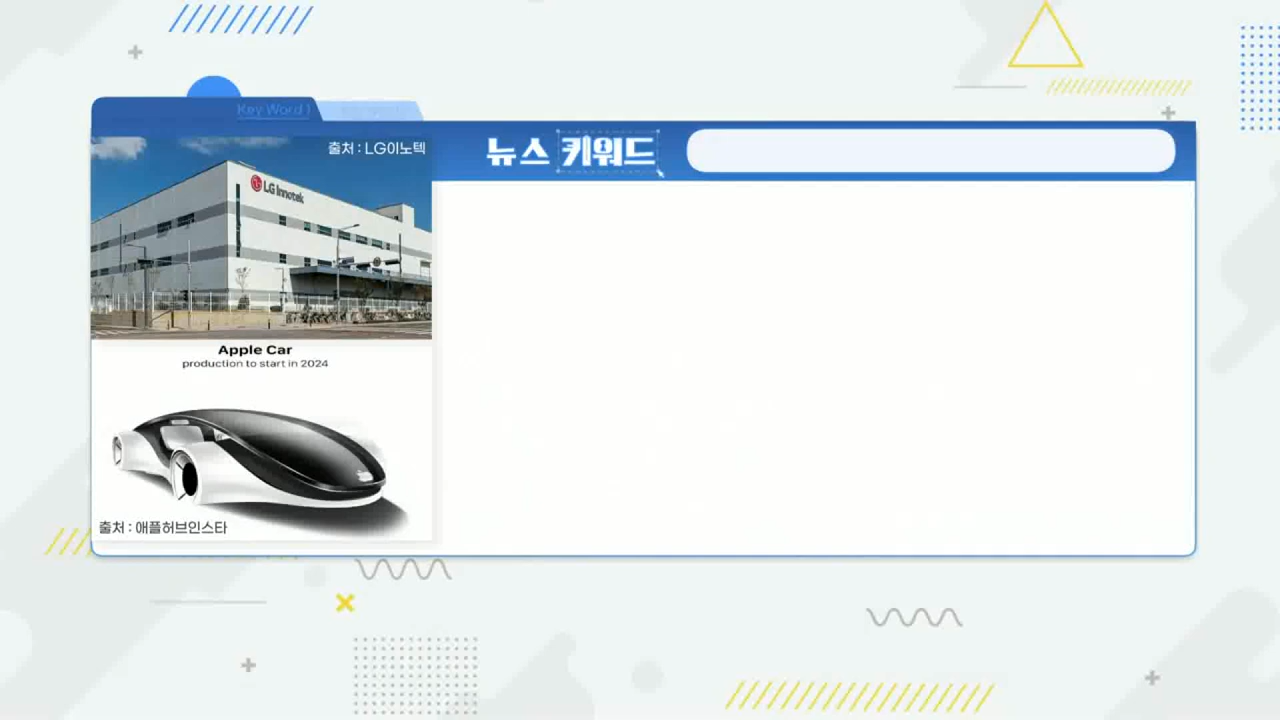 Key Word
출처 : LG이노텍
뉴스 키워드
LG Innotek
Apple Car
production to start in 2024
출처 : 애플허브인스타